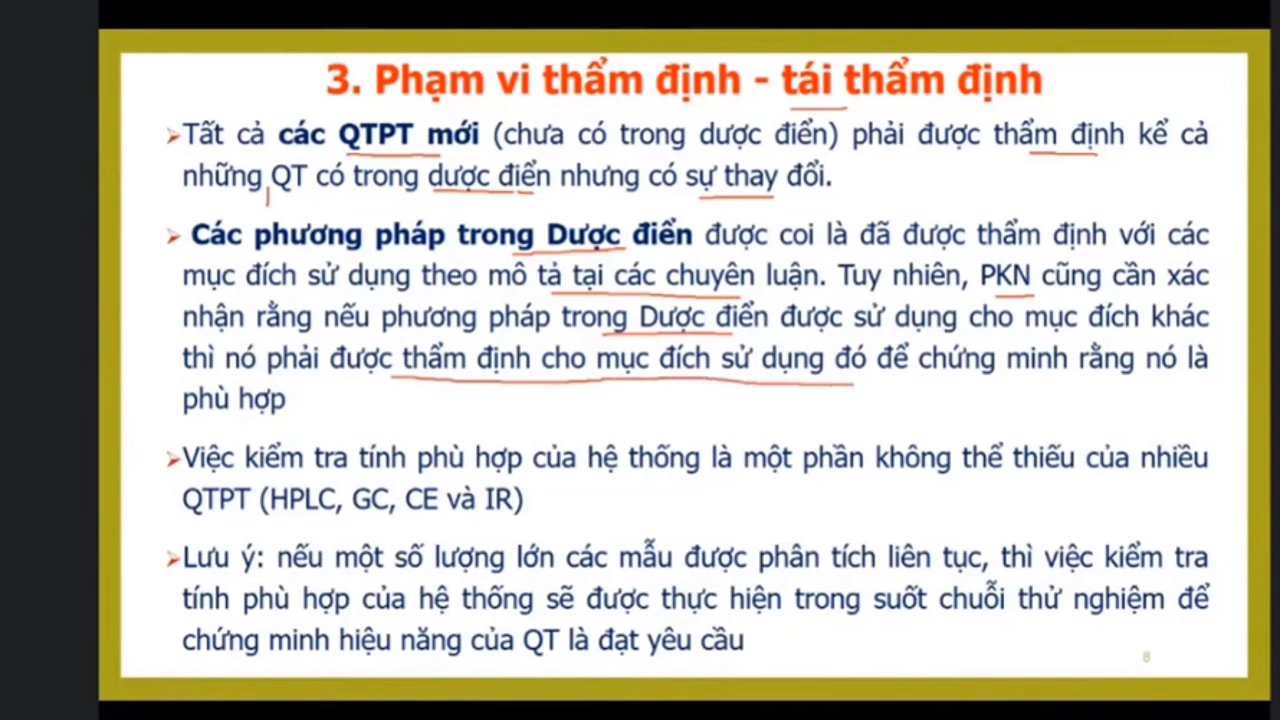 3. Phạm vi thẩm định - tái thẩm định
➢Tất cả các QTPT mới (chưa có trong dược điển) phải được thẩm định kể cả
những QT có trong dược điển nhưng có sự thay đổi.
➢ Các phương pháp trong Dược điển được coi là đã được thẩm định với các
mục đích sử dụng theo mô tả tại các chuyên luận. Tuy nhiên, PKN cũng cần xác
nhận rằng nếu phương pháp trong Dược điển được sử dụng cho mục đích khác
thì nó phải được thẩm định cho mục đích sử dụng đó để chứng minh rằng nó là
phù hợp
➢Việc kiểm tra tính phù hợp của hệ thống là một phần không thể thiếu của nhiều
QTPT (HPLC, GC, CE và IR)
➢Lưu ý: nếu một số lượng lớn các mẫu được phân tích liên tục, thì việc kiểm tra
tính phù hợp của hệ thống sẽ được thực hiện trong suốt chuỗi thử nghiệm để
chứng minh hiệu năng của QT là đạt yêu cầu
8